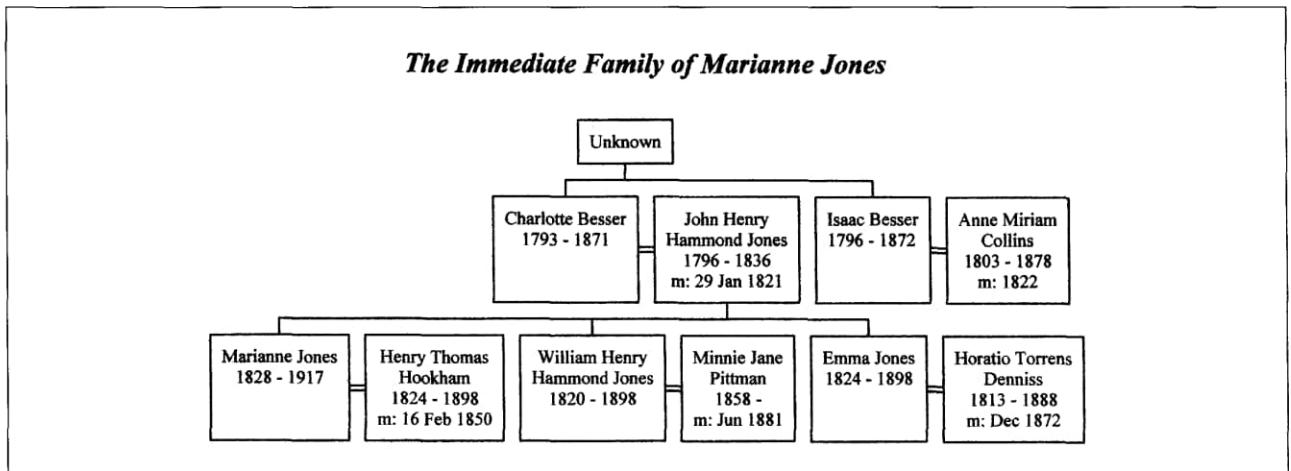 The Immediate Family of Marianne Jones
Unknown
Charlotte Besser
1793 - 1871
John Henry
Hammond Jones
1796 - 1836
m: 29 Jan 1821
Isaac Besser
1796 - 1872
Anne Miriam
Collins
1803 - 1878
m: 1822
Marianne Jones
1828 - 1917
Henry Thomas
Hookham
1824 - 1898
m: 16 Feb 1850
William Henry
Hammond Jones
1820 - 1898
Minnie Jane
Pittman
1858 -
m: Jun 1881
Emma Jones
1824 - 1898
Horatio Torrens
Denniss
1813 - 1888
m: Dec 1872